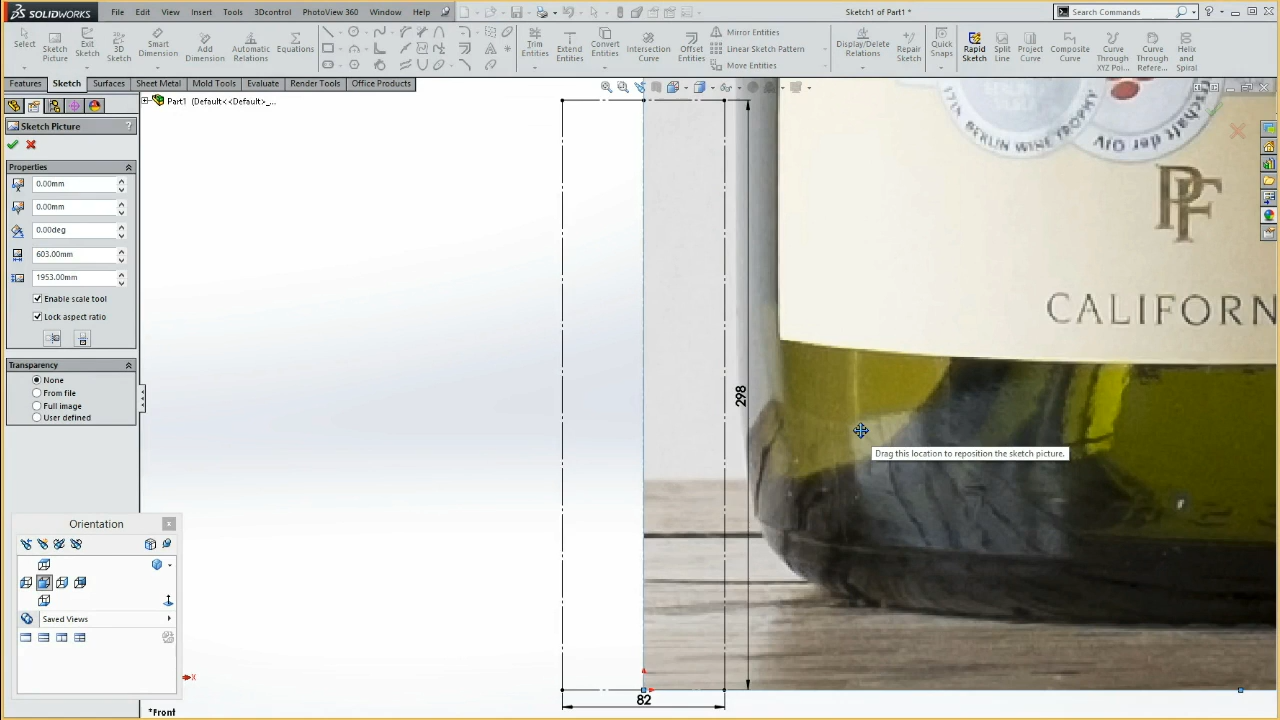 SOLIDWORKS File Edit View Insert Tools 3Dcontrol PhotoView 360 Window Help Sketch1 of Part1 * Search Commands
Select Sketch Picture Exit Sketch 3D Sketch Smart Dimension Add Dimension Automatic Relations Equations Trim Entities Extend Entities Convert Entities Intersection Curve Offset Entities Mirror Entities Linear Sketch Pattern Move Entities Display/Delete Relations Repair Sketch Quick Snaps Rapid Sketch Split Line Project Curve Composite Curve Curve Through XYZ Poi... Curve Through Refere... Helix and Spiral
Features Sketch Surfaces Sheet Metal Mold Tools Evaluate Render Tools Office Products
Part1 (Default<<Default>_...
Sketch Picture ?
Properties
0.00mm
0.00mm
0.00deg
603.00mm
1953.00mm
Enable scale tool
Lock aspect ratio
Transparency
None
From file
Full image
User defined
17th BERLIN WINE TROPHY
schaft der OIV
PF
CALIFORN
298
Drag this location to reposition the sketch picture.
Orientation
Saved Views
X
82
*Front